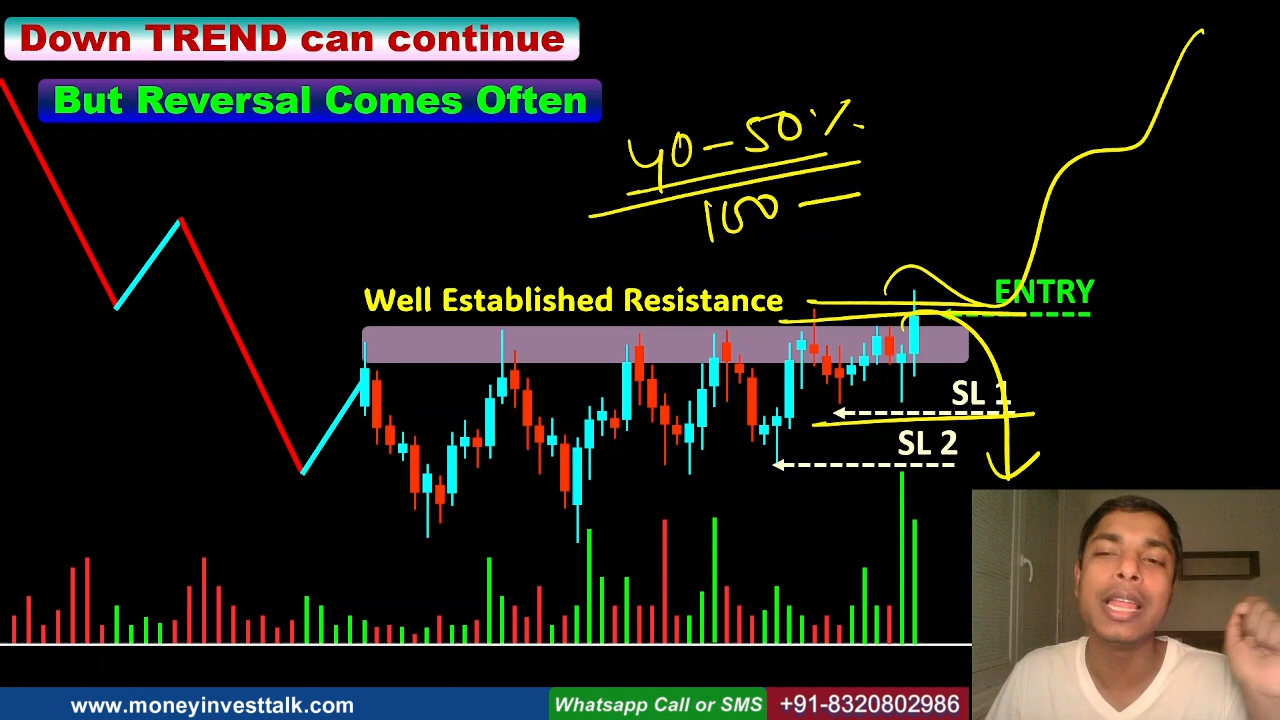 Down TREND can continue
But Reversal Comes Often
40-50%
100
Well Established Resistance
ENTRY
SL 1
SL 2
www.moneyinvesttalk.com
Whatsapp Call or SMS
+91-8320802986